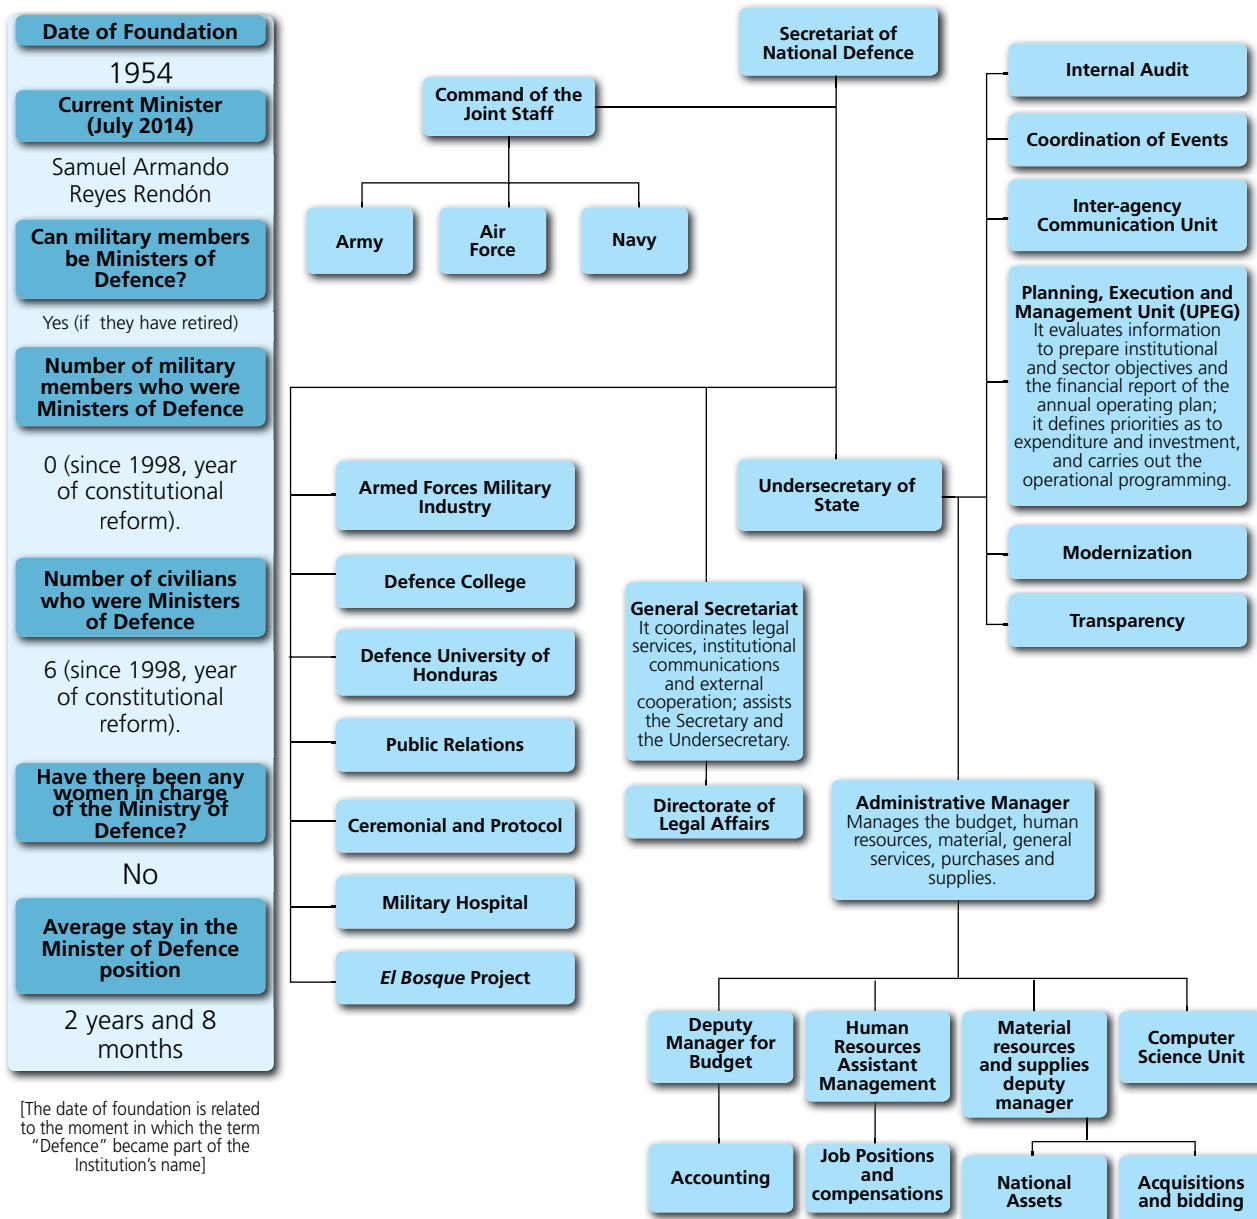 Date of Foundation
1954
Current Minister
(July 2014)
Samuel Armando
Reyes Rendón
Can military members
be Ministers of
Defence?
Yes (if they have retired)
Number of military
members who were
Ministers of Defence
0 (since 1998, year
of constitutional
reform).
Number of civilians
who were Ministers
of Defence
6 (since 1998, year
of constitutional
reform).
Have there been any
women in charge
of the Ministry of
Defence?
No
Average stay in the
Minister of Defence
position
2 years and 8
months
[The date of foundation is related
to the moment in which the term
“Defence” became part of the
Institution’s name]
Secretariat of
National Defence
Command of the
Joint Staff
Army
Air
Force
Navy
Internal Audit
Coordination of Events
Inter-agency
Communication Unit
Planning, Execution and
Management Unit (UPEG)
It evaluates information
to prepare institutional
and sector objectives and
the financial report of the
annual operating plan;
it defines priorities as to
expenditure and investment,
and carries out the
operational programming.
Modernization
Transparency
Undersecretary of
State
Armed Forces Military
Industry
Defence College
Defence University of
Honduras
Public Relations
Ceremonial and Protocol
Military Hospital
El Bosque Project
General Secretariat
It coordinates legal
services, institutional
communications
and external
cooperation; assists
the Secretary and
the Undersecretary.
Directorate of
Legal Affairs
Administrative Manager
Manages the budget, human
resources, material, general
services, purchases and
supplies.
Deputy
Manager for
Budget
Human
Resources
Assistant
Management
Material
resources
and supplies
deputy
manager
Computer
Science Unit
Accounting
Job Positions
and
compensations
National
Assets
Acquisitions
and bidding